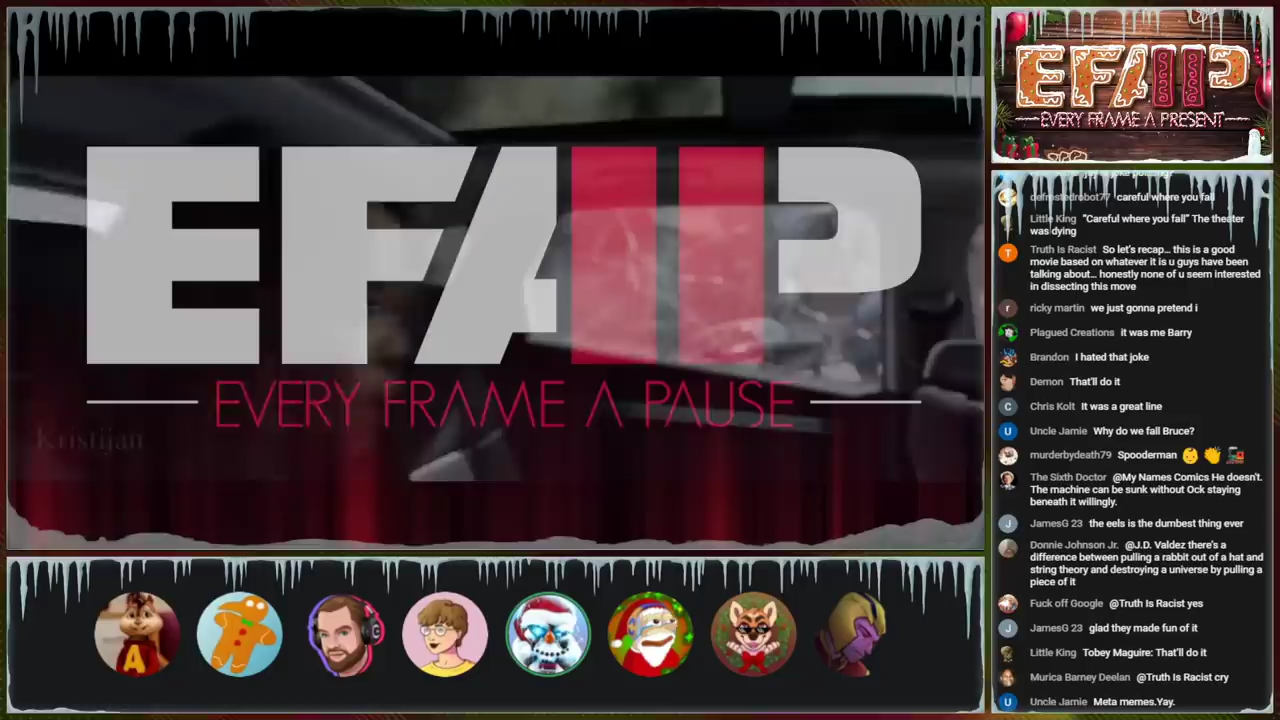 EFAP
EVERY FRAME A PAUSE
Kristijan
EFAP
EVERY FRAME A PRESENT
defrostedrobot77 careful where you fall
Little King "Careful where you fall" The theater
was dying
Truth Is Racist So let's recap... this is a good
movie based on whatever it is u guys have been
talking about... honestly none of u seem interested
in dissecting this move
ricky martin we just gonna pretend i
Plagued Creations it was me Barry
Brandon I hated that joke
Demon That'll do it
Chris Kolt It was a great line
Uncle Jamie Why do we fall Bruce?
murderbydeath79 Spooderman 👶 👏 🚂
The Sixth Doctor @My Names Comics He doesn't.
The machine can be sunk without Ock staying
beneath it willingly.
JamesG 23 the eels is the dumbest thing ever
Donnie Johnson Jr. @J.D. Valdez there's a
difference between pulling a rabbit out of a hat and
string theory and destroying a universe by pulling a
piece of it
Fuck off Google @Truth Is Racist yes
JamesG 23 glad they made fun of it
Little King Tobey Maguire: That'll do it
Murica Barney Deelan @Truth Is Racist cry
Uncle Jamie Meta memes.Yay.
A